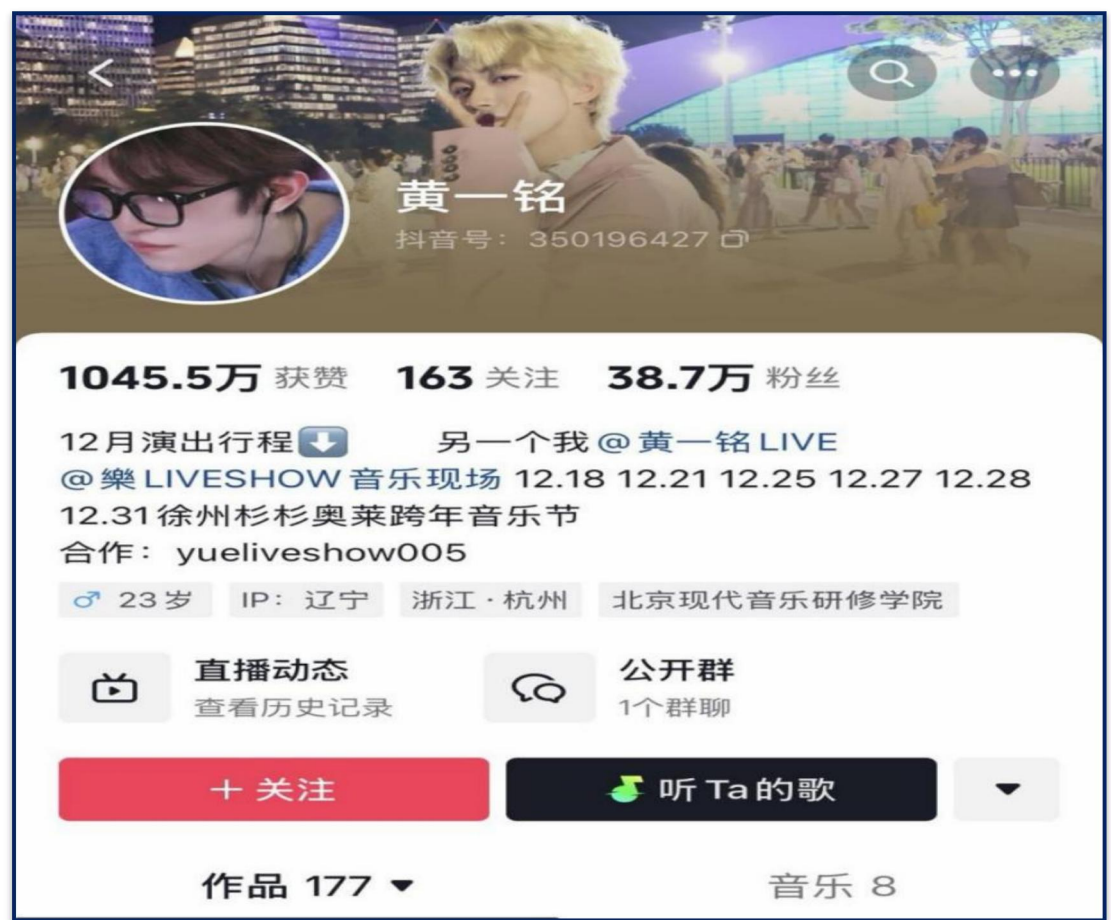 黄一铭
抖音号：350196427
1045.5万 获赞 163 关注 38.7万 粉丝
12月演出行程⬇️ 另一个我 @黄一铭LIVE
@樂LIVESHOW音乐现场 12.18 12.21 12.25 12.27 12.28
12.31徐州杉杉奥莱跨年音乐节
合作：yueliveshow005
♂ 23岁 IP：辽宁 浙江·杭州 北京现代音乐研修学院
直播动态 公开群
查看历史记录 1个群聊
+ 关注 听Ta的歌
作品 177 音乐 8